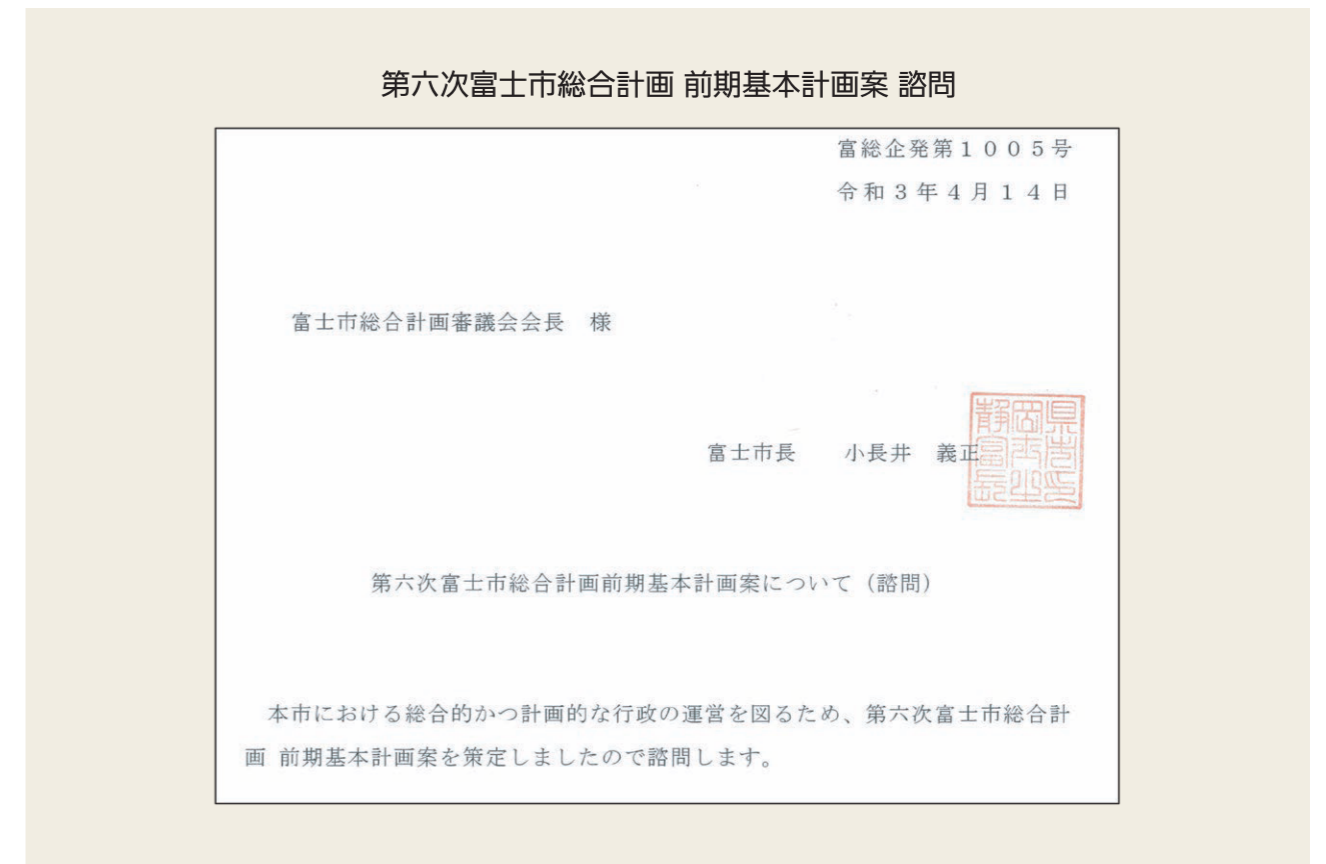 第六次富士市総合計画 前期基本計画案 諮問
富総企発第１００５号
令和３年４月１４日
富士市総合計画審議会会長　様
富士市長　小長井　義正
第六次富士市総合計画前期基本計画案について（諮問）
本市における総合的かつ計画的な行政の運営を図るため、第六次富士市総合計
画 前期基本計画案を策定しましたので諮問します。